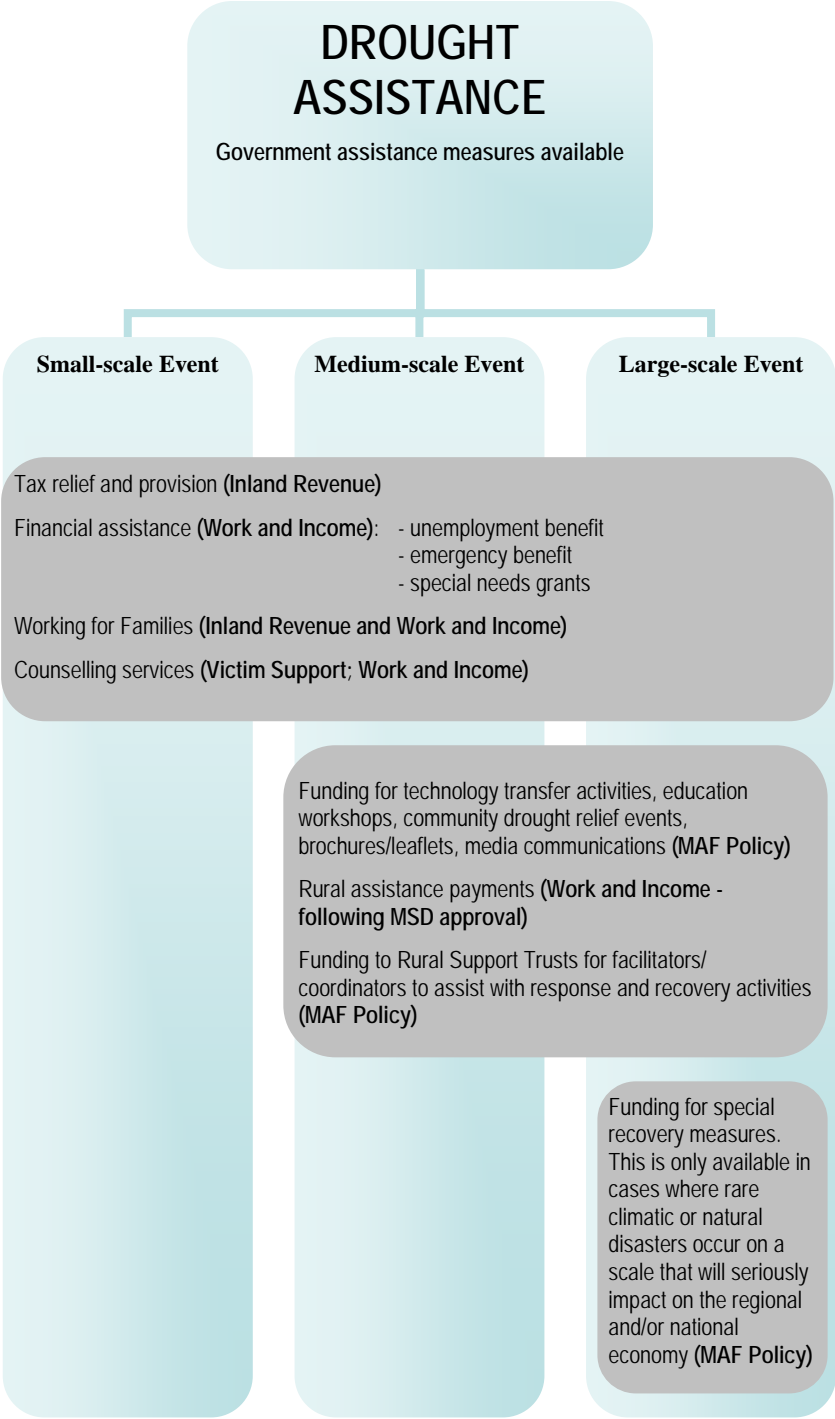 DROUGHT
ASSISTANCE
Government assistance measures available
Small-scale Event
Medium-scale Event
Large-scale Event
Tax relief and provision (Inland Revenue)
Financial assistance (Work and Income): - unemployment benefit
- emergency benefit
- special needs grants
Working for Families (Inland Revenue and Work and Income)
Counselling services (Victim Support; Work and Income)
Funding for technology transfer activities, education
workshops, community drought relief events,
brochures/leaflets, media communications (MAF Policy)
Rural assistance payments (Work and Income -
following MSD approval)
Funding to Rural Support Trusts for facilitators/
coordinators to assist with response and recovery activities
(MAF Policy)
Funding for special
recovery measures.
This is only available in
cases where rare
climatic or natural
disasters occur on a
scale that will seriously
impact on the regional
and/or national
economy (MAF Policy)